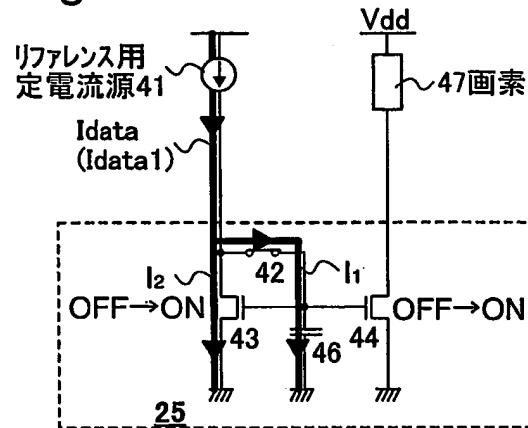 Vdd
リファレンス用
定電流源41
47画素
Idata
(Idata1)
42
I₂
I₁
OFF→ON
OFF→ON
43
46
44
25